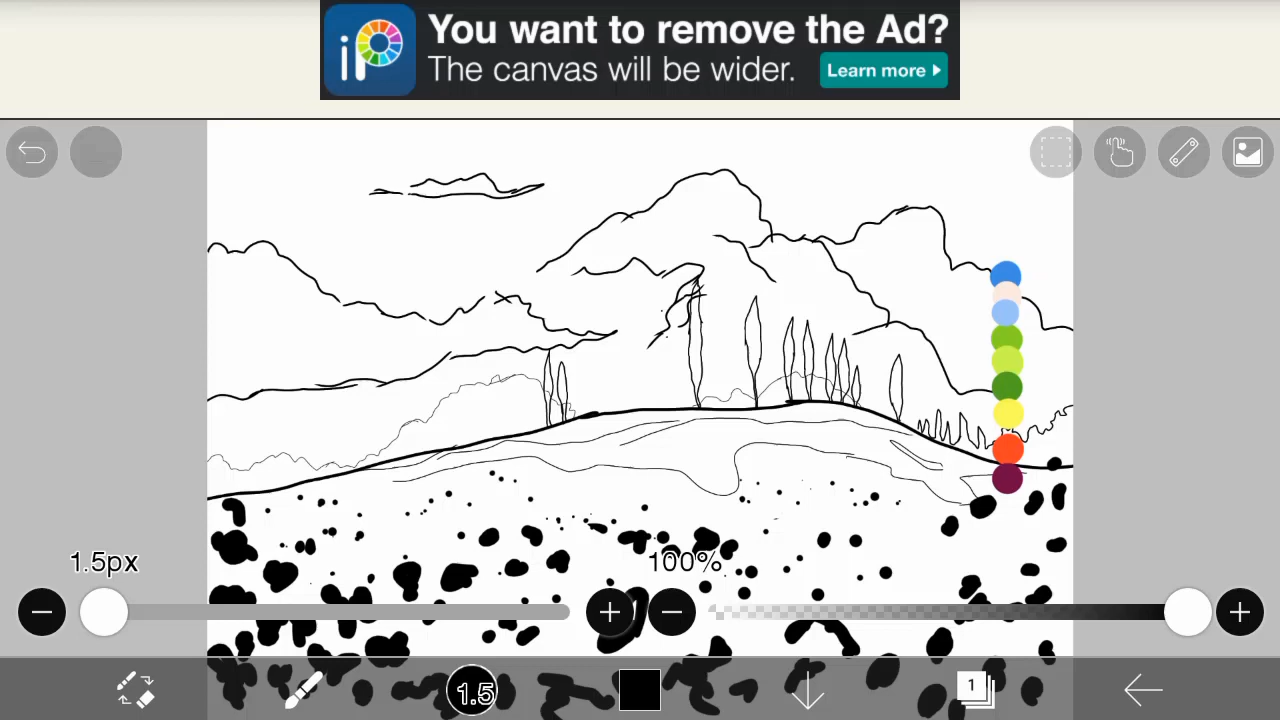 iP
You want to remove the Ad?
The canvas will be wider.
Learn more
1.5px
100%
1.5
1